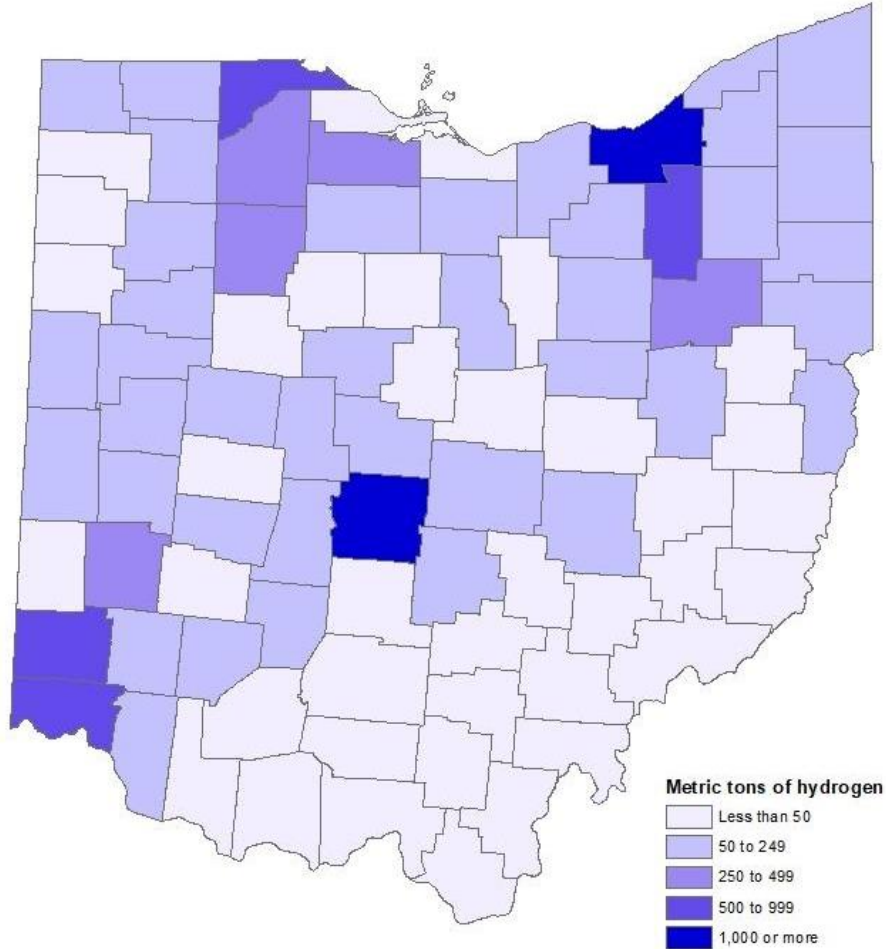 Metric tons of hydrogen
Less than 50
50 to 249
250 to 499
500 to 999
1,000 or more